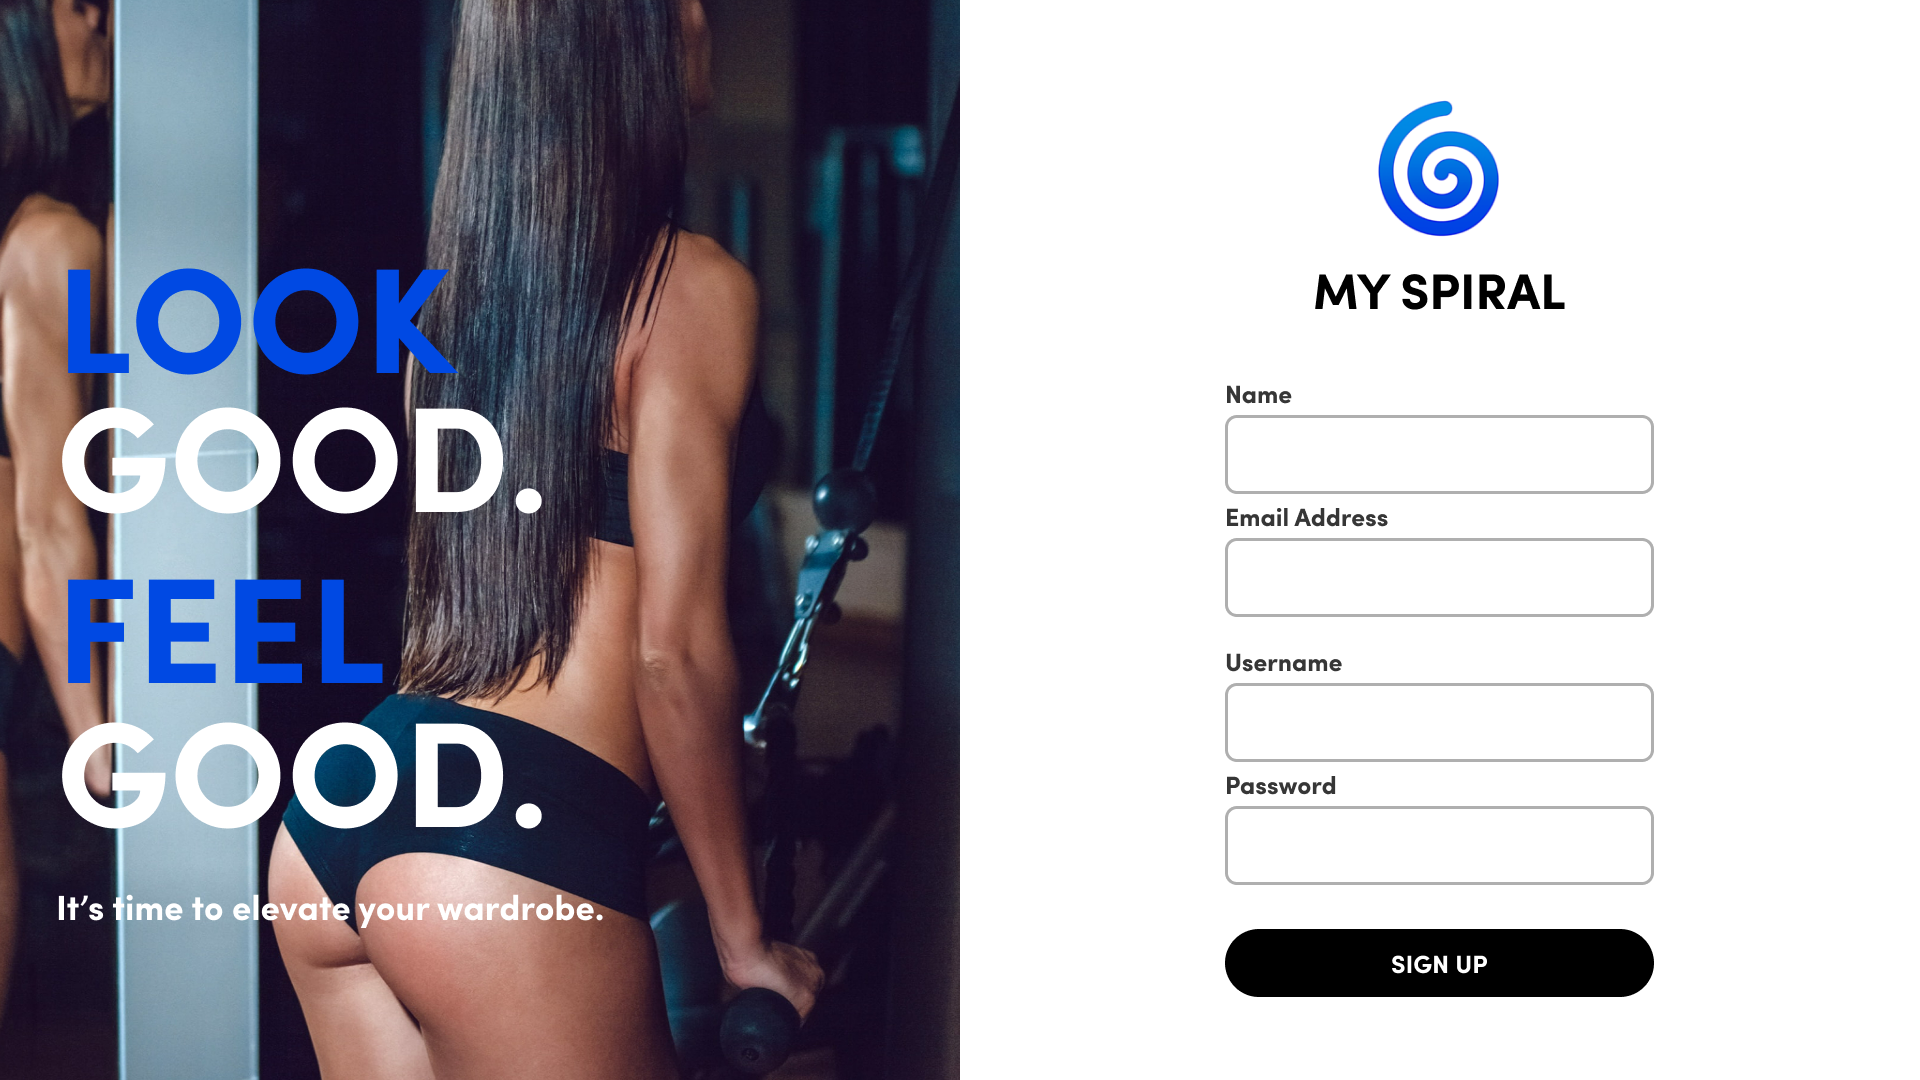 LOOK
GOOD.
FEEL
GOOD.
It’s time to elevate your wardrobe.
MY SPIRAL
Name
Email Address
Username
Password
SIGN UP